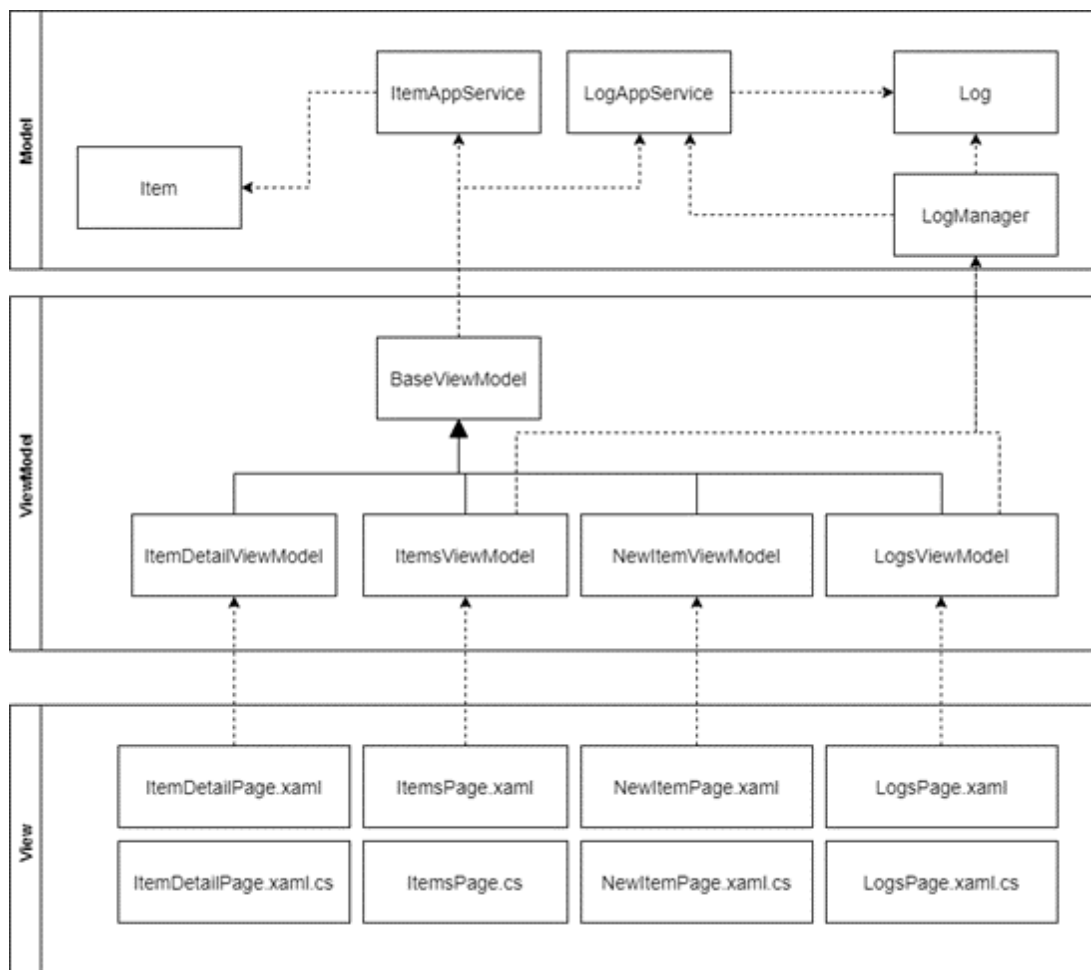 Model
ItemAppService
LogAppService
Log
Item
LogManager
ViewModel
BaseViewModel
ItemDetailViewModel
ItemsViewModel
NewItemViewModel
LogsViewModel
View
ItemDetailPage.xaml
ItemsPage.xaml
NewItemPage.xaml
LogsPage.xaml
ItemDetailPage.xaml.cs
ItemsPage.cs
NewItemPage.xaml.cs
LogsPage.xaml.cs